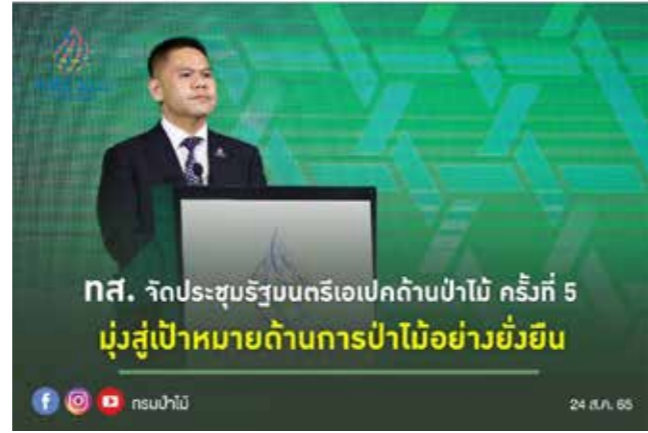 ทส. จัดประชุมรัฐมนตรีเอเปคด้านป่าไม้ ครั้งที่ 5
มุ่งสู่เป้าหมายด้านการป่าไม้อย่างยั่งยืน
กรมป่าไม้
24 ส.ค. 65